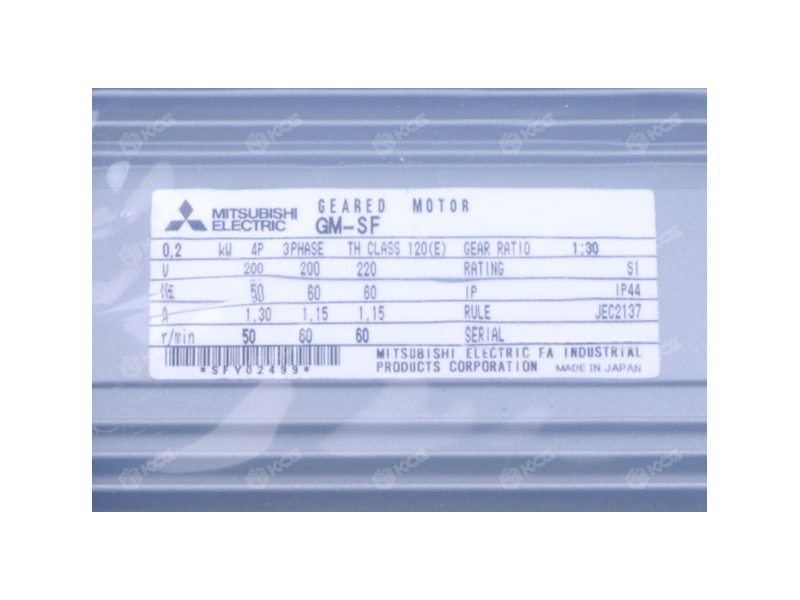 MITSUBISHI ELECTRIC
GEARED MOTOR
GM-SF
0.2 kW 4P 3PHASE TH CLASS 120(E) GEAR RATIO 1:30
V 200 200 220 RATING S1
50 60 60 IP IP44
A 1.30 1.15 1.15 RULE JEC2137
r/min 50 60 60 SERIAL
*SFY02499*
MITSUBISHI ELECTRIC FA INDUSTRIAL
PRODUCTS CORPORATION MADE IN JAPAN